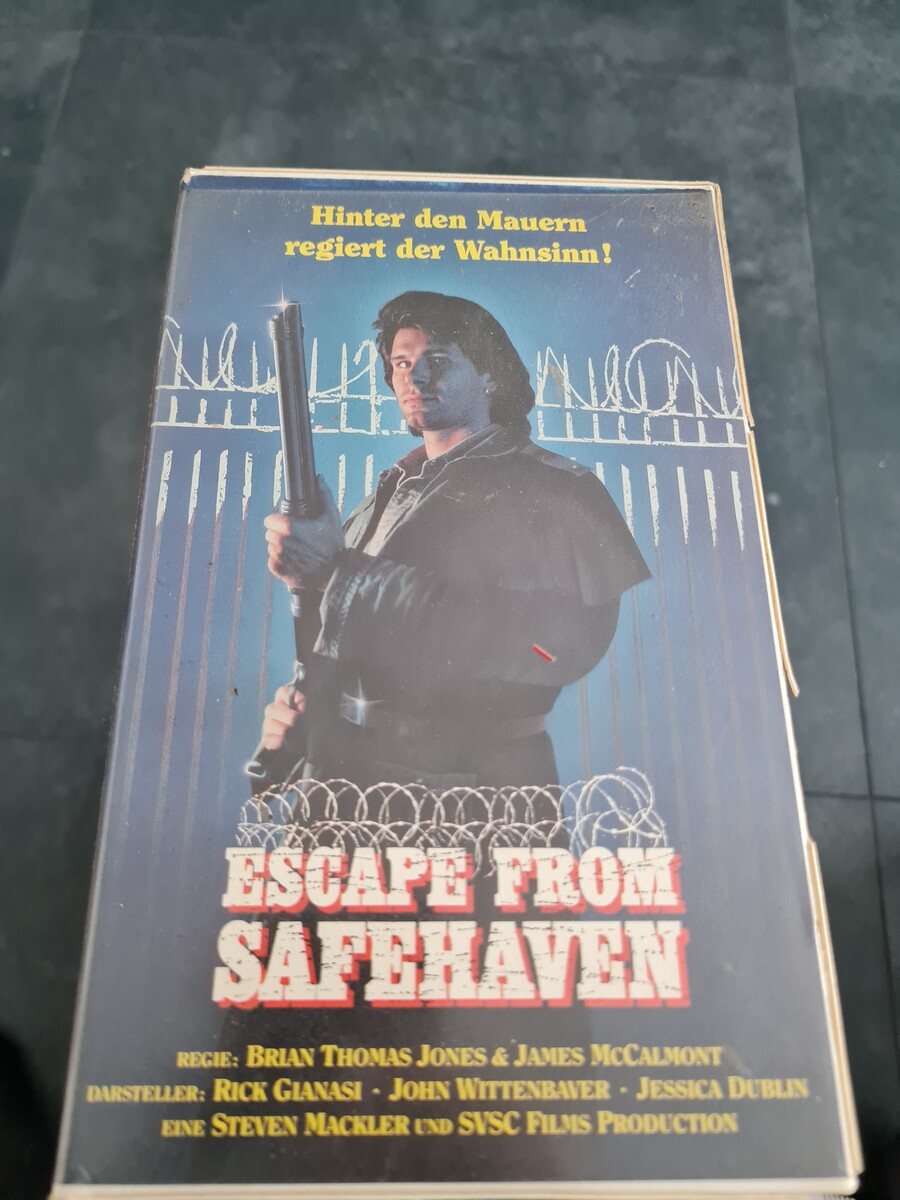 Hinter den Mauern
regiert der Wahnsinn!
ESCAPE FROM
SAFEHAVEN
REGIE: BRIAN THOMAS JONES & JAMES MCCALMONT
DARSTELLER: RICK GIANASI · JOHN WITTENBAUER · JESSICA DUBLIN
EINE STEVEN MACKLER UND SVSC FILMS PRODUCTION